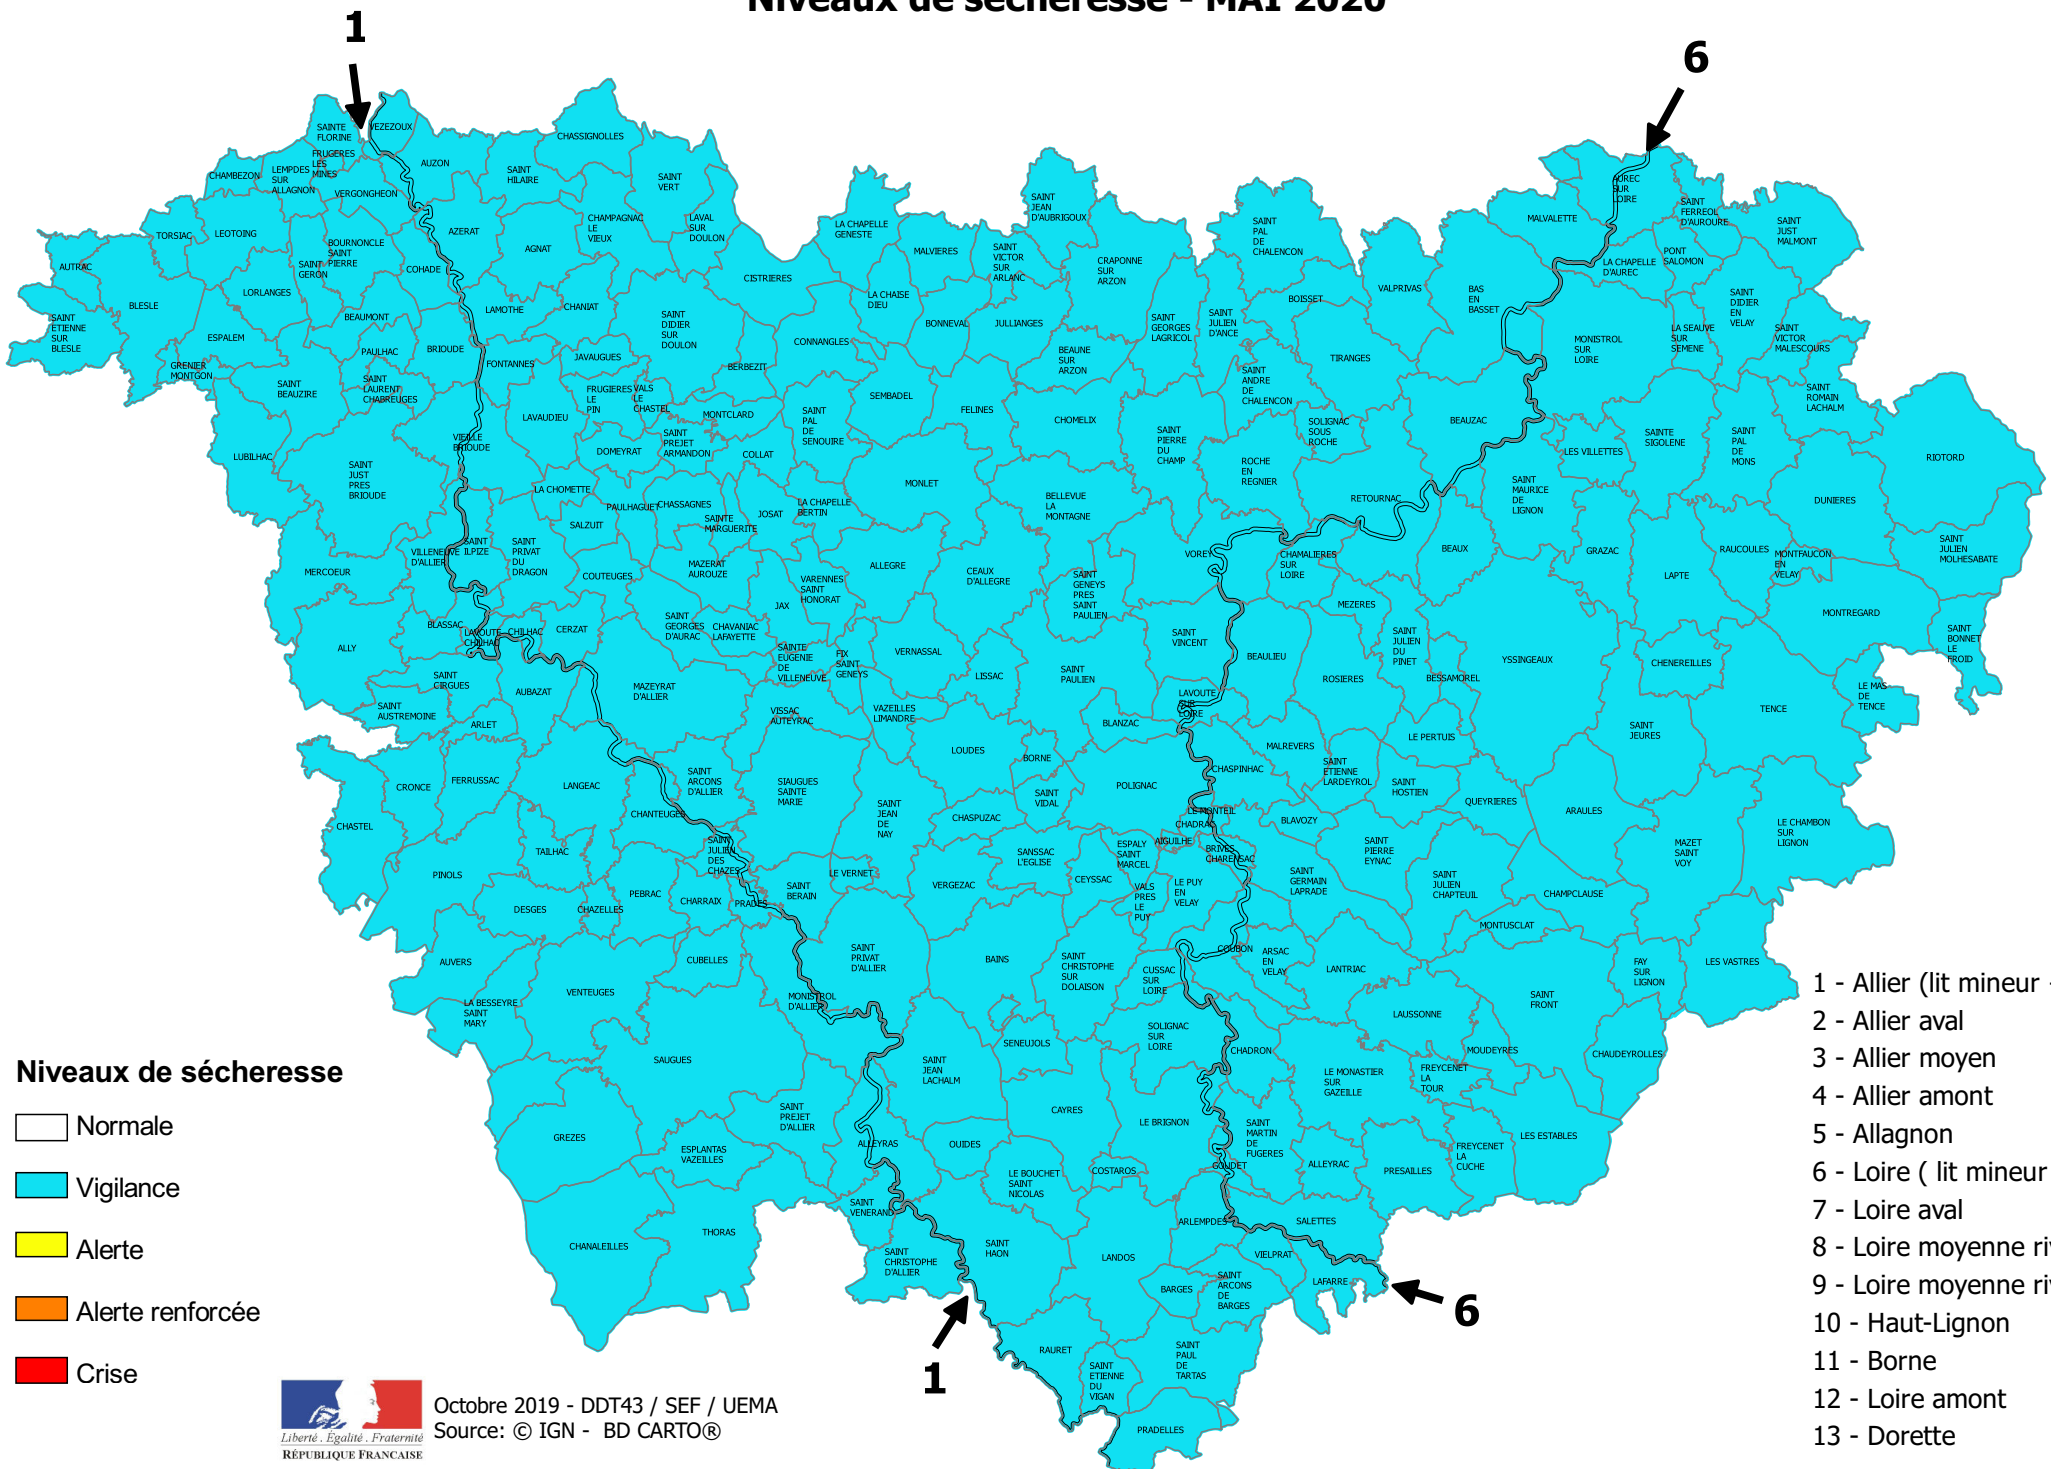 Niveaux de sécheresse - MAI 2020
1
6
SAINTE
FLORINE
VEZEZOUX
FRUGERES
LES
MINES
CHAMBEZON
LEMPDES
SUR
ALLAGNON
VERGONGHEON
AUZON
SAINT
HILAIRE
CHASSIGNOLLES
SAINT
VERT
TORSIAC
LEOTOING
BOURNONCLE
SAINT
PIERRE
SAINT
GERON
COHADE
AZERAT
AGNAT
CHAMPAGNAC
LE
VIEUX
LAVAL
SUR
DOULON
AUTRAC
BLESLE
LORLANGES
SAINT
ETIENNE
SUR
BLESLE
ESPALEM
BEAUMONT
GRENIER
MONTGON
PAULHAC
BRIOUDE
LAMOTHE
CHANIAT
FONTANNES
JAVAUGUES
SAINT
DIDIER
SUR
DOULON
CISTRIERES
LA CHAPELLE
GENESTE
MALVIERES
SAINT
JEAN
D'AUBRIGOUX
SAINT
VICTOR
SUR
ARLANC
CRAPONNE
SUR
ARZON
LA CHAISE
DIEU
BONNEVAL
JULLIANGES
CONNANGLES
BERBEZIT
BEAUNE
SUR
ARZON
SAINT
GEORGES
LAGRICOL
SAINT
PAL
DE
CHALENCON
BOISSET
SAINT
JULIEN
D'ANCE
TIRANGES
VALPRIVAS
SAINT
ANDRE
DE
CHALENCON
BAS
EN
BASSET
MALVALETTE
AUREC
SUR
LOIRE
SAINT
FERREOL
D'AUROURE
SAINT
JUST
MALMONT
LA CHAPELLE
D'AUREC
PONT
SALOMON
SAINT
DIDIER
EN
VELAY
MONISTROL
SUR
LOIRE
LA SEAUVE
SUR
SEMENE
SAINT
VICTOR
MALESCOURS
SAINT
ROMAIN
LACHALM
SAINT
BEAUZIRE
SAINT
LAURENT
CHABREUGES
LAVAUDIEU
FRUGIERES
LE
PIN
VALS
LE
CHASTEL
MONTCLARD
SAINT
PAL
DE
SENOUIRE
SEMBADEL
FELINES
CHOMELIX
SAINT
PIERRE
DU
CHAMP
SOLIGNAC
SOUS
ROCHE
BEAUZAC
LES VILLETTES
SAINTE
SIGOLENE
SAINT
PAL
DE
MONS
RIOTORD
LUBILHAC
SAINT
JUST
PRES
BRIOUDE
VIEILLE
BRIOUDE
DOMEYRAT
SAINT
PREJET
ARMANDON
COLLAT
ROCHE
EN
REGNIER
RETOURNAC
SAINT
MAURICE
DE
LIGNON
DUNIERES
LA CHOMETTE
PAULHAGUET
CHASSAGNES
SAINTE
MARGUERITE
JOSAT
LA CHAPELLE
BERTIN
MONLET
BELLEVUE
LA
MONTAGNE
SALZUIT
MERCOEUR
VILLENEUVE
D'ALLIER
SAINT
ILPIZE
SAINT
PRIVAT
DU
DRAGON
COUTEUGES
MAZERAT
AUROUZE
VARENNES
SAINT
HONORAT
ALLEGRE
CEAUX
D'ALLEGRE
SAINT
GENEYS
PRES
SAINT
PAULIEN
VOREY
CHAMALIERES
SUR
LOIRE
BEAUX
GRAZAC
LAPTE
RAUCOULES
MONTFAUCON
EN
VELAY
SAINT
JULIEN
MOLHESABATE
JAX
MEZERES
MONTREGARD
ALLY
BLASSAC
LAVOUTE
CHILHAC
CHILHAC
CERZAT
SAINT
GEORGES
D'AURAC
CHAVANIAC
LAFAYETTE
SAINTE
EUGENIE
DE
VILLENEUVE
FIX
SAINT
GENEYS
VERNASSAL
LISSAC
SAINT
PAULIEN
SAINT
VINCENT
BEAULIEU
ROSIERES
SAINT
JULIEN
DU
PINET
BESSAMOREL
YSSINGEAUX
CHENEREILLES
SAINT
BONNET
LE
FROID
SAINT
CIRGUES
AUBAZAT
MAZEYRAT
D'ALLIER
SAINT
AUSTREMOINE
ARLET
VISSAC
AUTEYRAC
VAZEILLES
LIMANDRE
LAVOUTE
SUR
LOIRE
BLANZAC
LE MAS
DE
TENCE
TENCE
SAINT
JEURES
LE PERTUIS
MALREVERS
LOUDES
BORNE
CRONCE
FERRUSSAC
LANGEAC
SAINT
ARCONS
D'ALLIER
SIAUGUES
SAINTE
MARIE
CHASPINHAC
SAINT
ETIENNE
LARDEYROL
SAINT
HOSTIEN
POLIGNAC
SAINT
VIDAL
QUEYRIERES
ARAULES
CHASTEL
CHANTEUGES
SAINT
JEAN
DE
NAY
CHASPUZAC
LE MONTEIL
CHADRAC
BLAVOZY
LE CHAMBON
SUR
LIGNON
MAZET
SAINT
VOY
AIGUILHE
BRIVES
CHARENSAC
SAINT
PIERRE
EYNAC
TAILHAC
SAINT
JULIEN
DES
CHAZES
ESPALY
SAINT
MARCEL
SANSSAC
L'EGLISE
CEYSSAC
LE VERNET
VERGEZAC
SAINT
BERAIN
PINOLS
PEBRAC
CHARRAIX
PRADES
DESGES
CHAZELLES
VALS
PRES
LE
PUY
LE PUY
EN
VELAY
SAINT
GERMAIN
LAPRADE
SAINT
JULIEN
CHAPTEUIL
CHAMPCLAUSE
MONTUSCLAT
AUVERS
CUBELLES
SAINT
PRIVAT
D'ALLIER
BAINS
SAINT
CHRISTOPHE
SUR
DOLAISON
CUSSAC
SUR
LOIRE
COUBON
ARSAC
EN
VELAY
LANTRIAC
FAY
SUR
LIGNON
LES VASTRES
VENTEUGES
LA BESSEYRE
SAINT
MARY
MONISTROL
D'ALLIER
SAINT
FRONT
LAUSSONNE
SAUGUES
SAINT
JEAN
LACHALM
SENEUJOLS
SOLIGNAC
SUR
LOIRE
CHADRON
LE MONASTIER
SUR
GAZEILLE
MOUDEYRES
FREYCENET
LA
TOUR
CHAUDEYROLLES
SAINT
PREJET
D'ALLIER
CAYRES
LE BRIGNON
GREZES
ESPLANTAS
VAZEILLES
ALLEYRAS
OUIDES
SAINT
MARTIN
DE
FUGERES
GOUDET
ALLEYRAC
PRESAILLES
FREYCENET
LA
CUCHE
LES ESTABLES
LE BOUCHET
SAINT
NICOLAS
COSTAROS
SAINT
VENERAND
CHANALEILLES
THORAS
SAINT
CHRISTOPHE
D'ALLIER
SAINT
HAON
LANDOS
ARLEMPDES
SALETTES
VIELPRAT
LAFARRE
BARGES
SAINT
ARCONS
DE
BARGES
RAURET
SAINT
ETIENNE
DU
VIGAN
SAINT
PAUL
DE
TARTAS
PRADELLES
6
1
Niveaux de sécheresse
Normale
Vigilance
Alerte
Alerte renforcée
Crise
Liberté . Égalité . Fraternité
RÉPUBLIQUE FRANÇAISE
Octobre 2019 - DDT43 / SEF / UEMA
Source: © IGN - BD CARTO®
1 - Allier (lit mineur
2 - Allier aval
3 - Allier moyen
4 - Allier amont
5 - Allagnon
6 - Loire ( lit mineur
7 - Loire aval
8 - Loire moyenne
9 - Loire moyenne
10 - Haut-Lignon
11 - Borne
12 - Loire amont
13 - Dorette